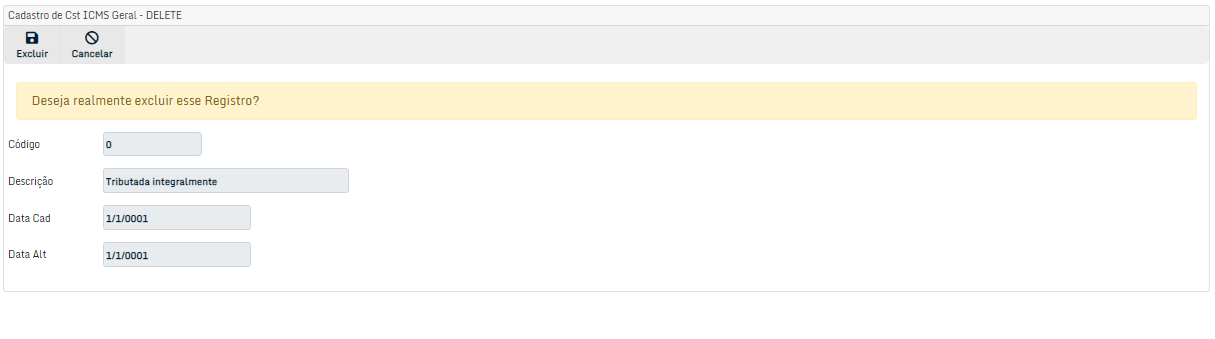 Cadastro de Cst ICMS Geral - DELETE
Excluir Cancelar
Deseja realmente excluir esse Registro?
Código 0
Descrição Tributada integralmente
Data Cad 1/1/0001
Data Alt 1/1/0001